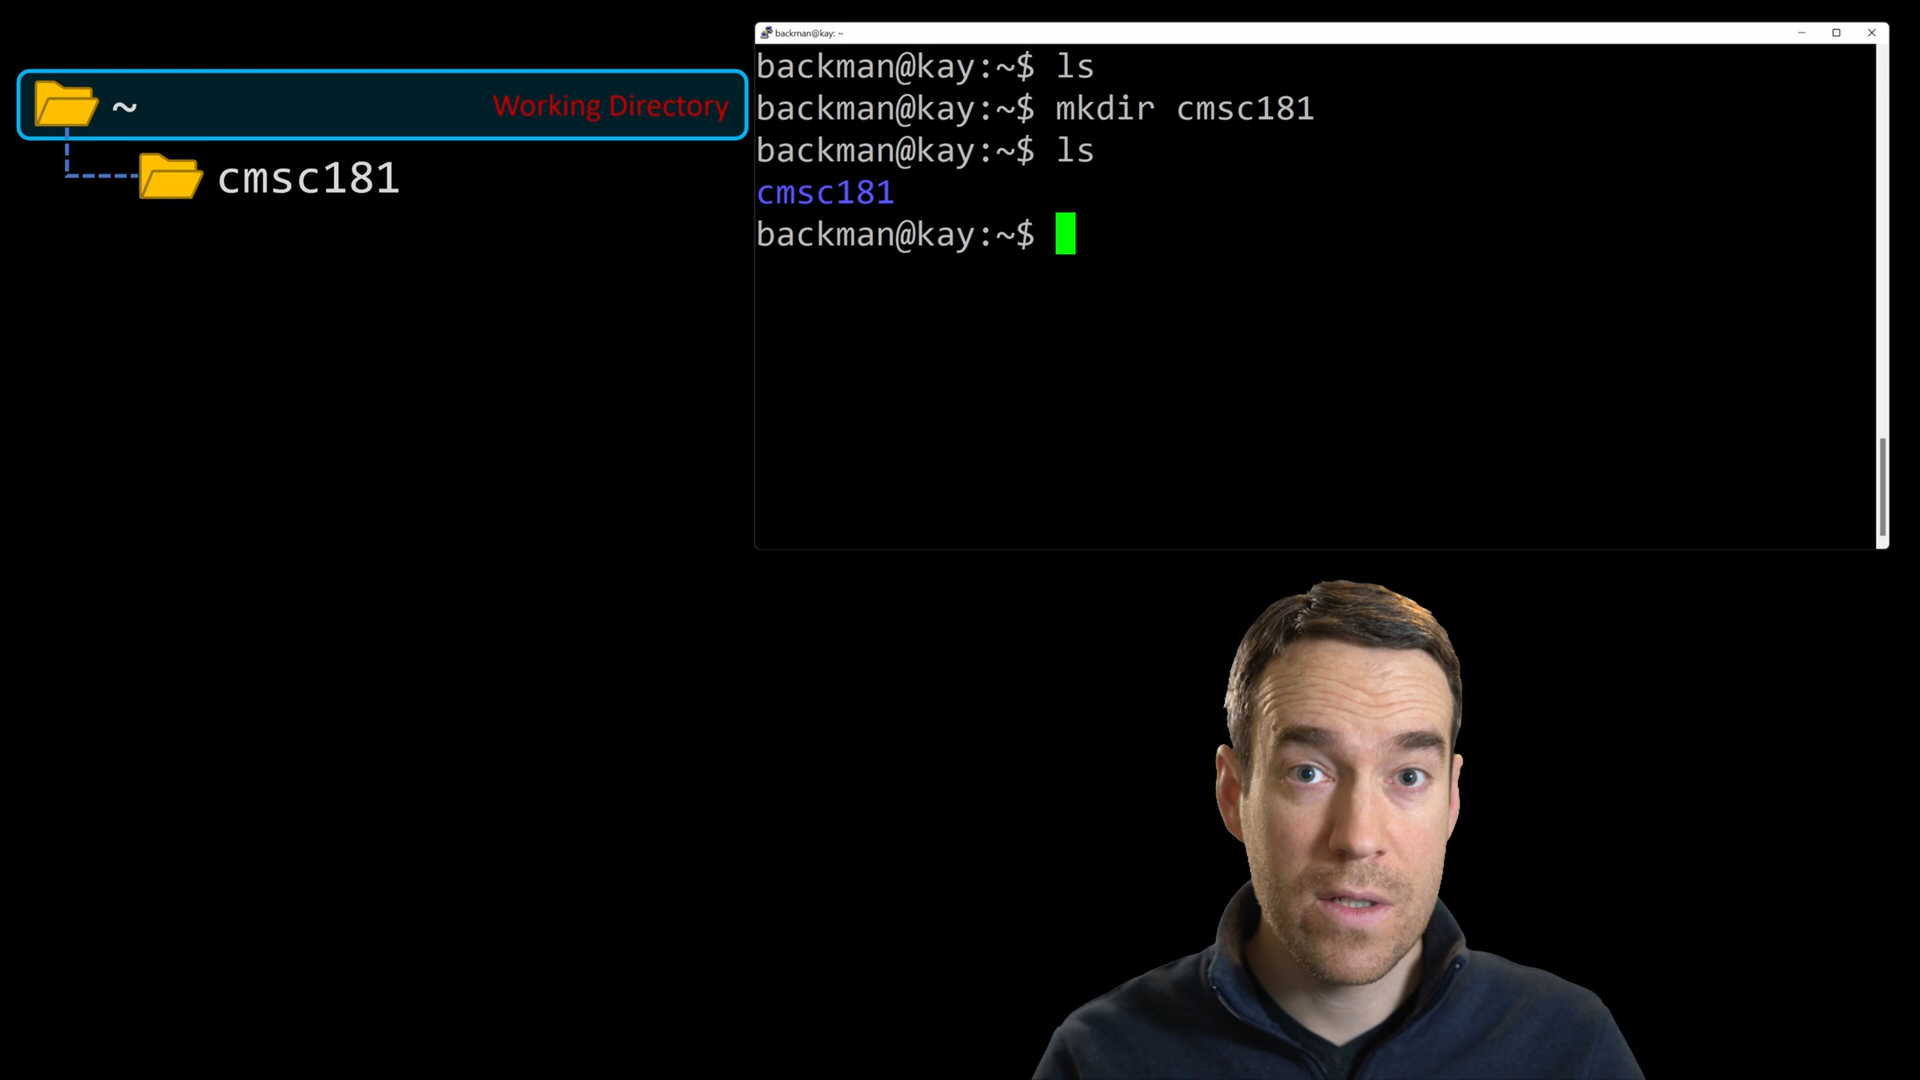 ~ Working Directory
cmsc181
backman@kay: ~
backman@kay:~$ ls
backman@kay:~$ mkdir cmsc181
backman@kay:~$ ls
cmsc181
backman@kay:~$